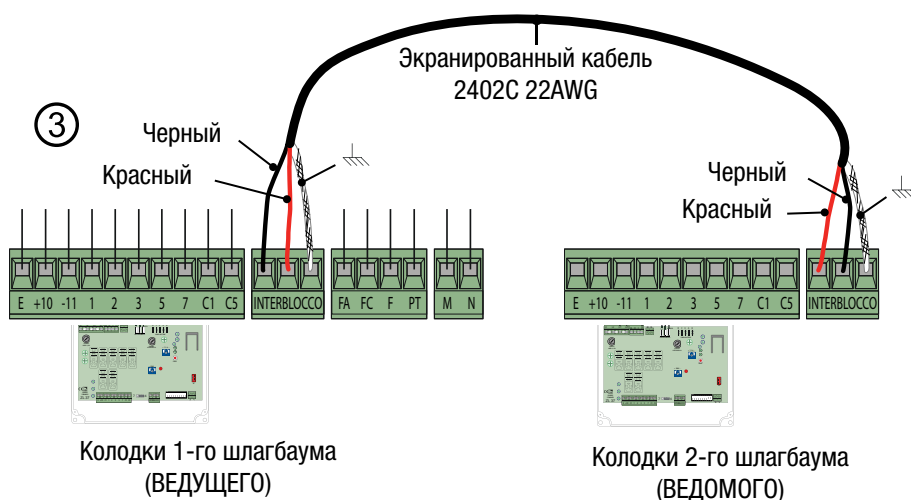 Экранированный кабель
2402C 22AWG
3
Черный
Красный
Черный
Красный
E +10 -11 1 2 3 5 7 C1 C5 INTERBLOCCO FA FC F PT M N
E +10 -11 1 2 3 5 7 C1 C5 INTERBLOCCO
Колодки 1-го шлагбаума
(ВЕДУЩЕГО)
Колодки 2-го шлагбаума
(ВЕДОМОГО)